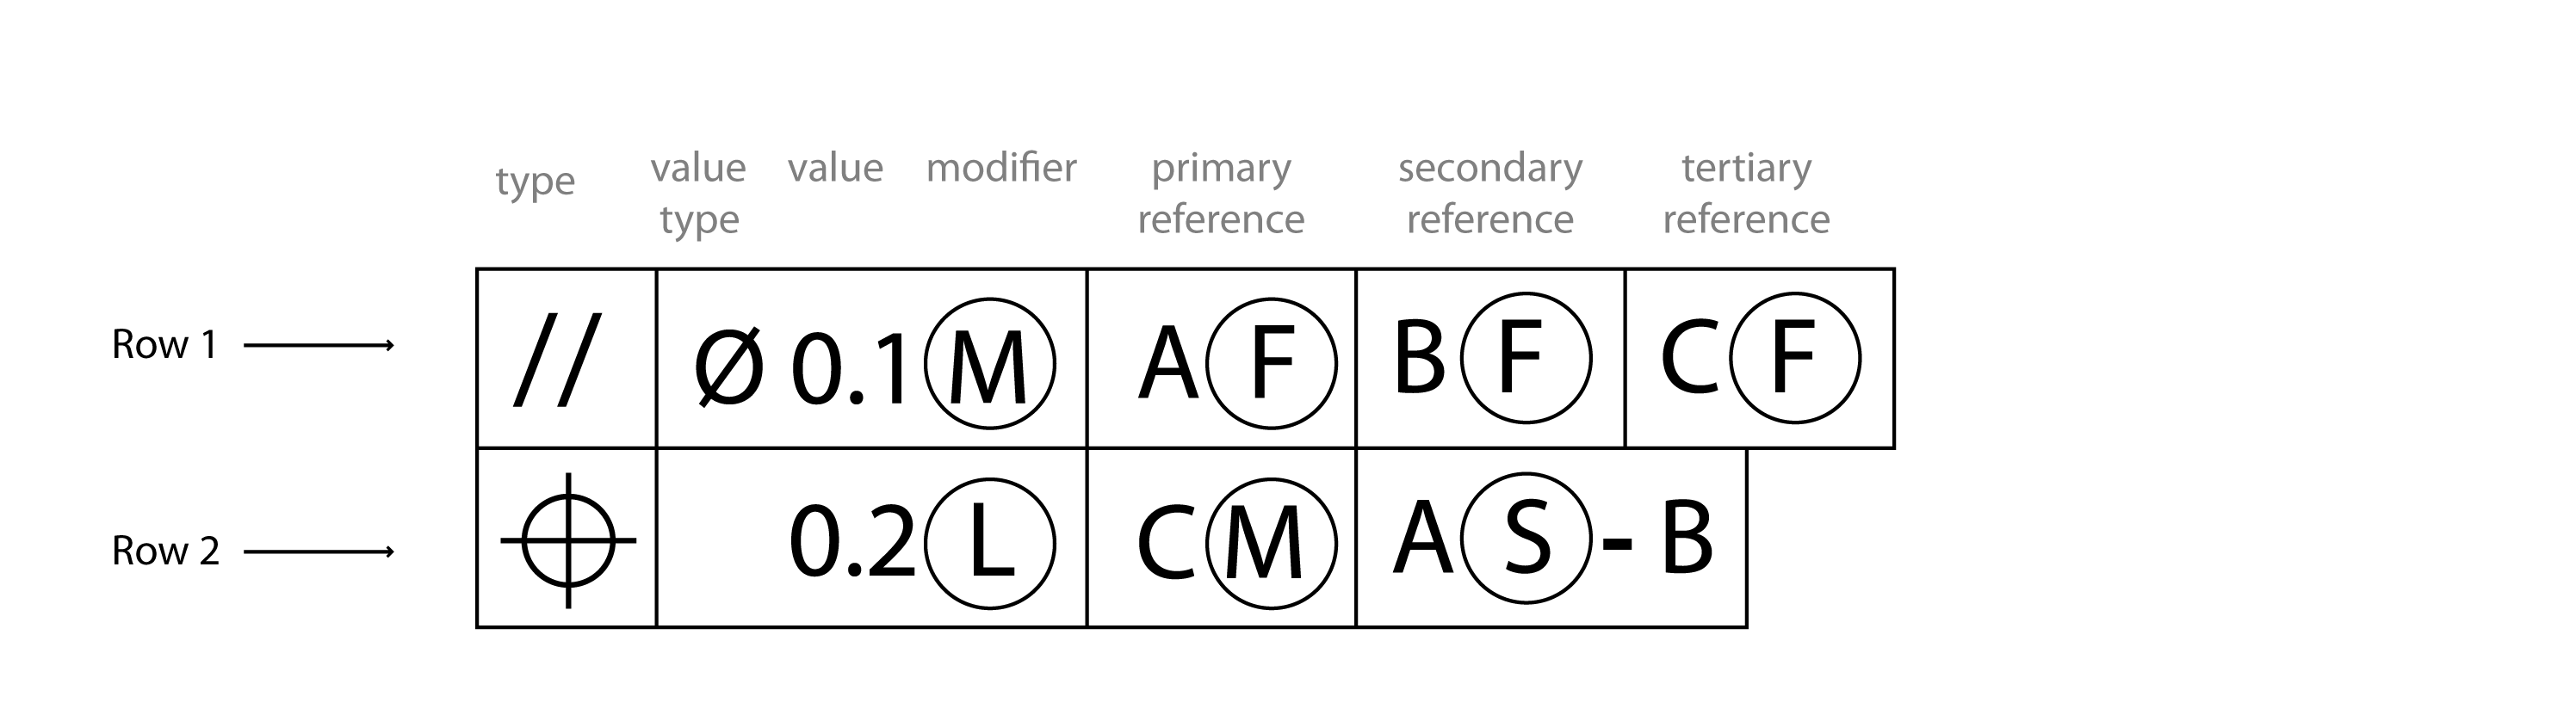 type value type value modifier primary reference secondary reference tertiary reference
Row 1 // Ø 0.1 Ⓜ A Ⓕ B Ⓕ C Ⓕ
Row 2 ⌖ 0.2 Ⓛ C Ⓜ A Ⓢ - B